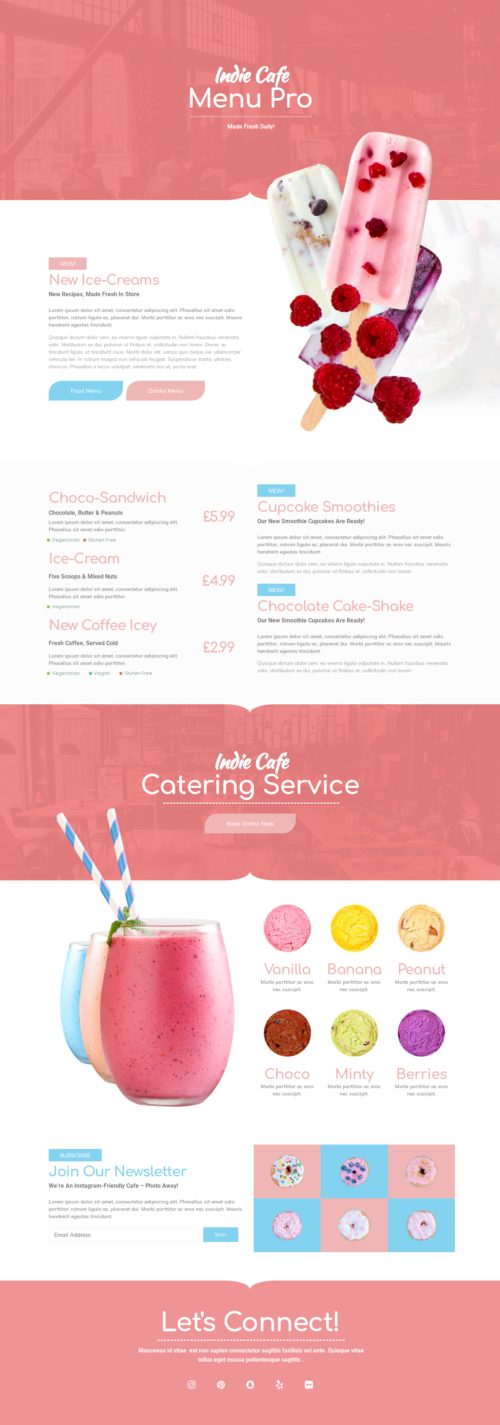 Indie Cafe
Menu Pro
Made Fresh Daily!
NEW!
New Ice-Creams
New Recipes, Made Fresh In Store
Lorem ipsum dolor sit amet, consectetur adipiscing elit. Phasellus sit amet odio
porttitor, rutrum ligula ac, placerat dui. Morbi porttitor ac eros nec suscipit. Mauris
hendrerit egestas tincidunt.
Quisque dictum dolor sem, eu viverra ligula vulputate in. Nullam faucibus venenatis
odio. Vestibulum eu dui, pulvinar ut finibus et, sollicitudin non lorem. Donec ac
tincidunt ligula, ut tincidunt risus. Morbi dolor elit, varius quis neque vel, ullamcorper
vehicula leo. In rutrum magna non vehicula feugiat. Suspendisse mattis ultrices
rhoncus. Phasellus a lacus volutpat, venenatis nisi et, porta erat.
Food Menu
Drinks Menu
Choco-Sandwich
Chocolate, Butter & Peanuts
Lorem ipsum dolor sit amet, consectetur adipiscing elit.
Phasellus sit amet odio porttitor.
Vegetarian Gluten Free
£5.99
Ice-Cream
Five Scoops & Mixed Nuts
Lorem ipsum dolor sit amet, consectetur adipiscing elit.
Phasellus sit amet odio porttitor.
Vegetarian
£4.99
New Coffee Icey
Fresh Coffee, Served Cold
Lorem ipsum dolor sit amet, consectetur adipiscing elit.
Phasellus sit amet odio porttitor.
Vegetarian Vegan Gluten Free
£2.99
NEW!
Cupcake Smoothies
Our New Smoothie Cupcakes Are Ready!
Lorem ipsum dolor sit amet, consectetur adipiscing elit. Phasellus sit amet odio
porttitor, rutrum ligula ac, placerat dui. Morbi porttitor ac eros nec suscipit. Mauris
hendrerit egestas tincidunt.
Quisque dictum dolor sem, eu viverra ligula vulputate in. Nullam faucibus venenatis
odio. Vestibulum eu dui, pulvinar ut finibus et, sollicitudin non lorem.
NEW!
Chocolate Cake-Shake
Our New Smoothie Cupcakes Are Ready!
Lorem ipsum dolor sit amet, consectetur adipiscing elit. Phasellus sit amet odio
porttitor, rutrum ligula ac, placerat dui. Morbi porttitor ac eros nec suscipit. Mauris
hendrerit egestas tincidunt.
Quisque dictum dolor sem, eu viverra ligula vulputate in. Nullam faucibus venenatis
odio. Vestibulum eu dui, pulvinar ut finibus et, sollicitudin non lorem.
Indie Cafe
Catering Service
Book Online Now
Vanilla
Morbi porttitor ac eros
nec suscipit.
Banana
Morbi porttitor ac eros
nec suscipit.
Peanut
Morbi porttitor ac eros
nec suscipit.
Choco
Morbi porttitor ac eros
nec suscipit.
Minty
Morbi porttitor ac eros
nec suscipit.
Berries
Morbi porttitor ac eros
nec suscipit.
SUBSCRIBE
Join Our Newsletter
We're An Instagram-Friendly Cafe – Photo Away!
Lorem ipsum dolor sit amet, consectetur adipiscing elit. Phasellus sit amet odio
porttitor rutrum ligula ac, placerat dui. Morbi porttitor ac eros nec suscipit. Mauris
hendrerit egestas tincidunt.
Email Address
Join
Let's Connect!
Maecenas id vitae est non sapien consectetur sagittis facilisis vel ante. Quisque vitae
tellus eget massa pellentesque sagittis .